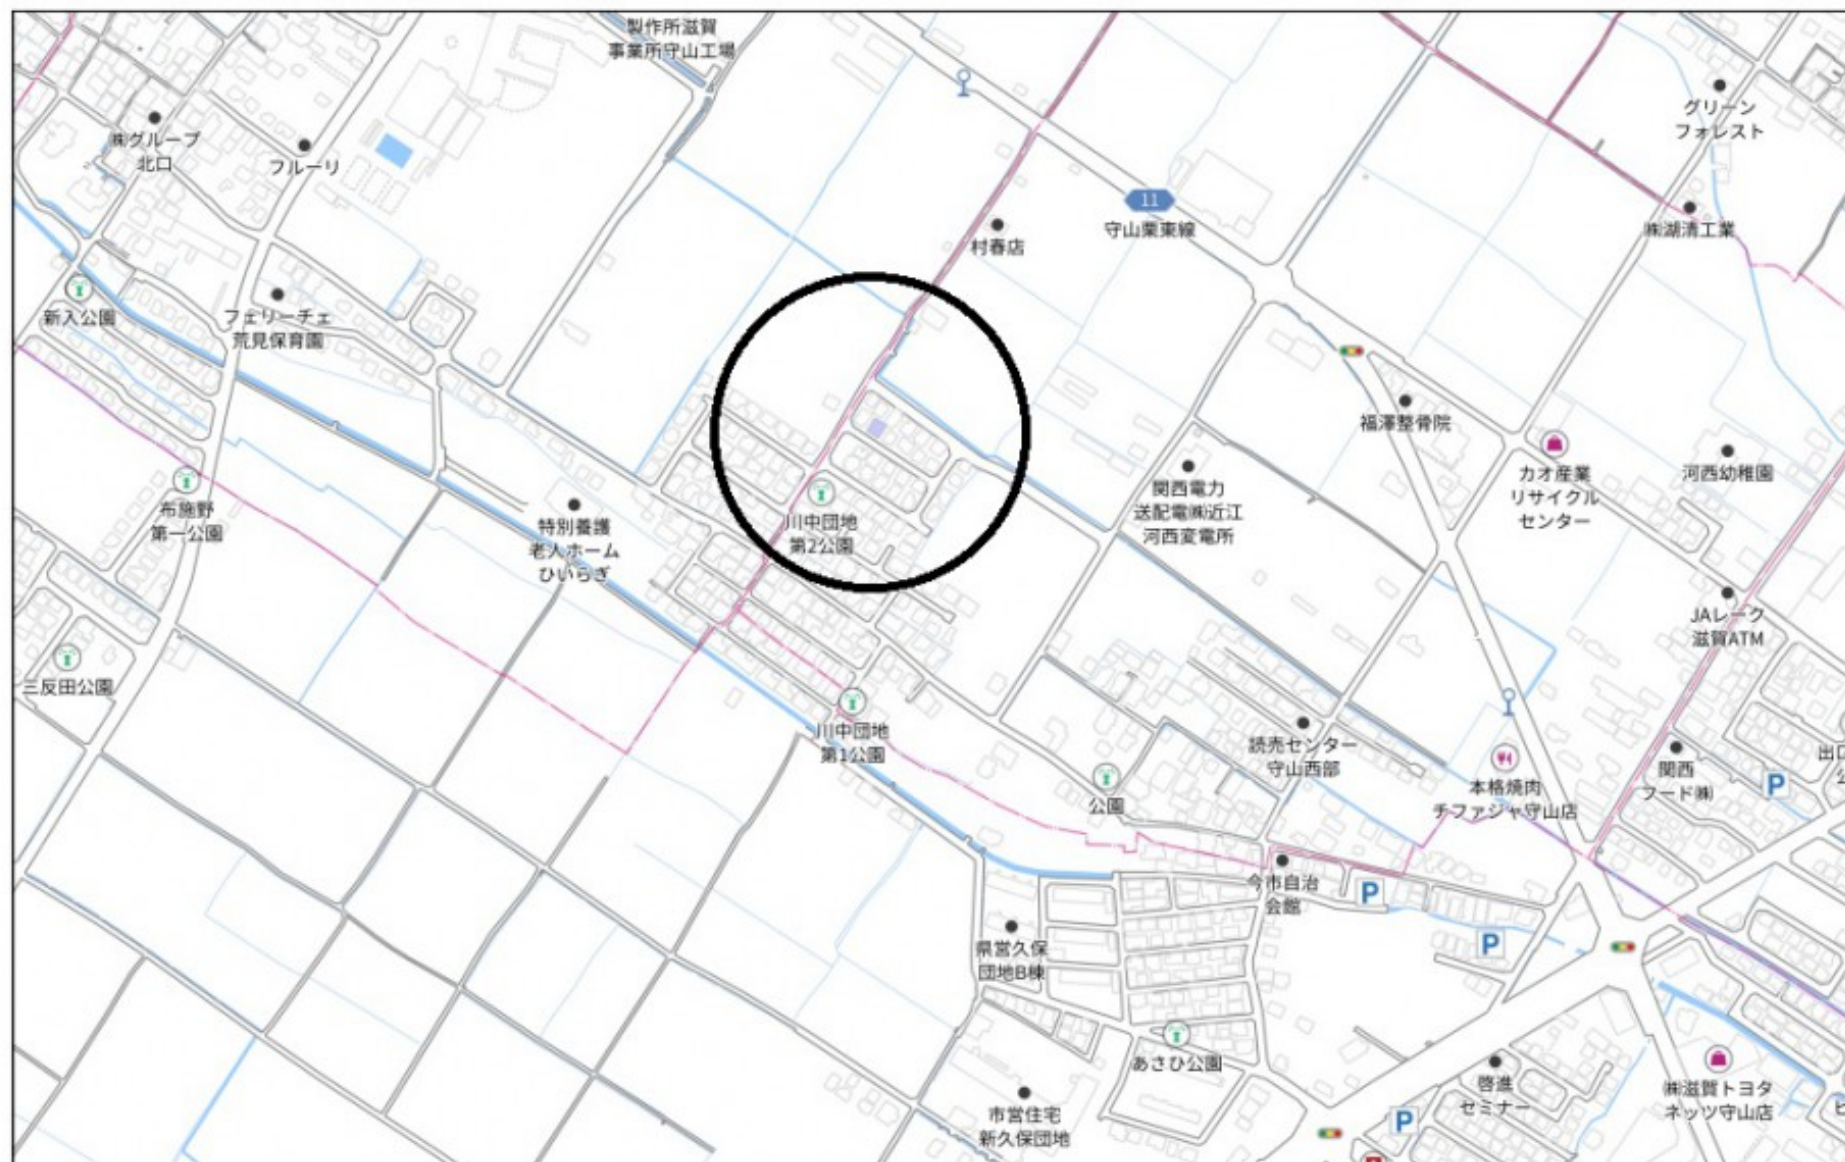 製作所滋賀
事業所守山工場
㈱グループ
北口
フルーリ
グリーン
フォレスト
11
守山栗東線
村春店
㈱湖清工業
新入公園
フェリーチェ
荒見保育園
福澤整骨院
カオ産業
リサイクル
センター
河西幼稚園
布施野
第一公園
特別養護
老人ホーム
ひいらぎ
川中団地
第2公園
関西電力
送配電㈱近江
河西変電所
JAレーク
滋賀ATM
三反田公園
川中団地
第1公園
公園
読売センター
守山西部
本格焼肉
チファジャ守山店
関西
フード㈱
P
出口
今市自治
会館
P
P
県営久保
団地B棟
あさひ公園
市営住宅
新久保団地
啓進
セミナー
P
㈱滋賀トヨタ
ネッツ守山店